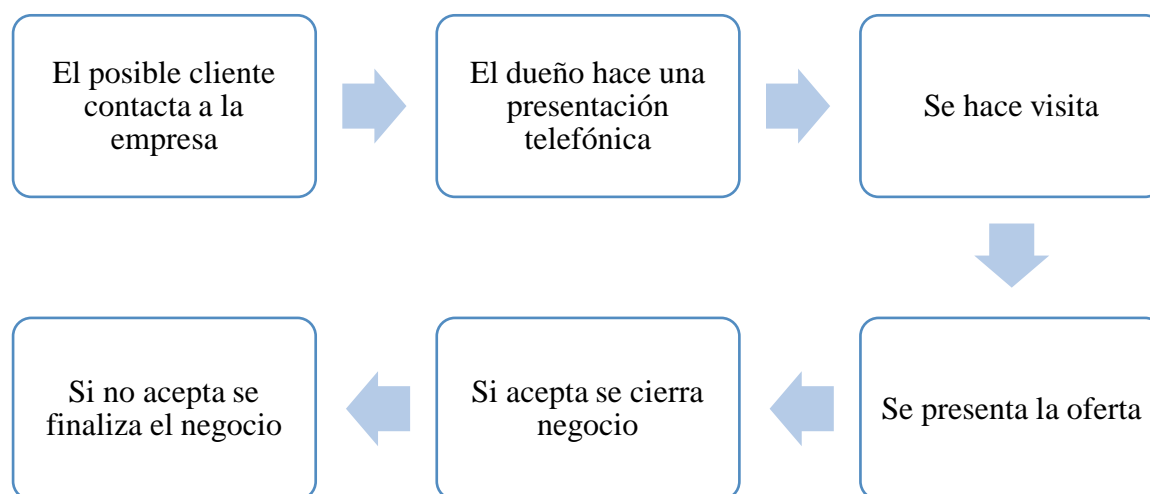 El posible cliente
contacta a la
empresa
El dueño hace una
presentación
telefónica
Se hace visita
Se presenta la oferta
Si acepta se cierra
negocio
Si no acepta se
finaliza el negocio